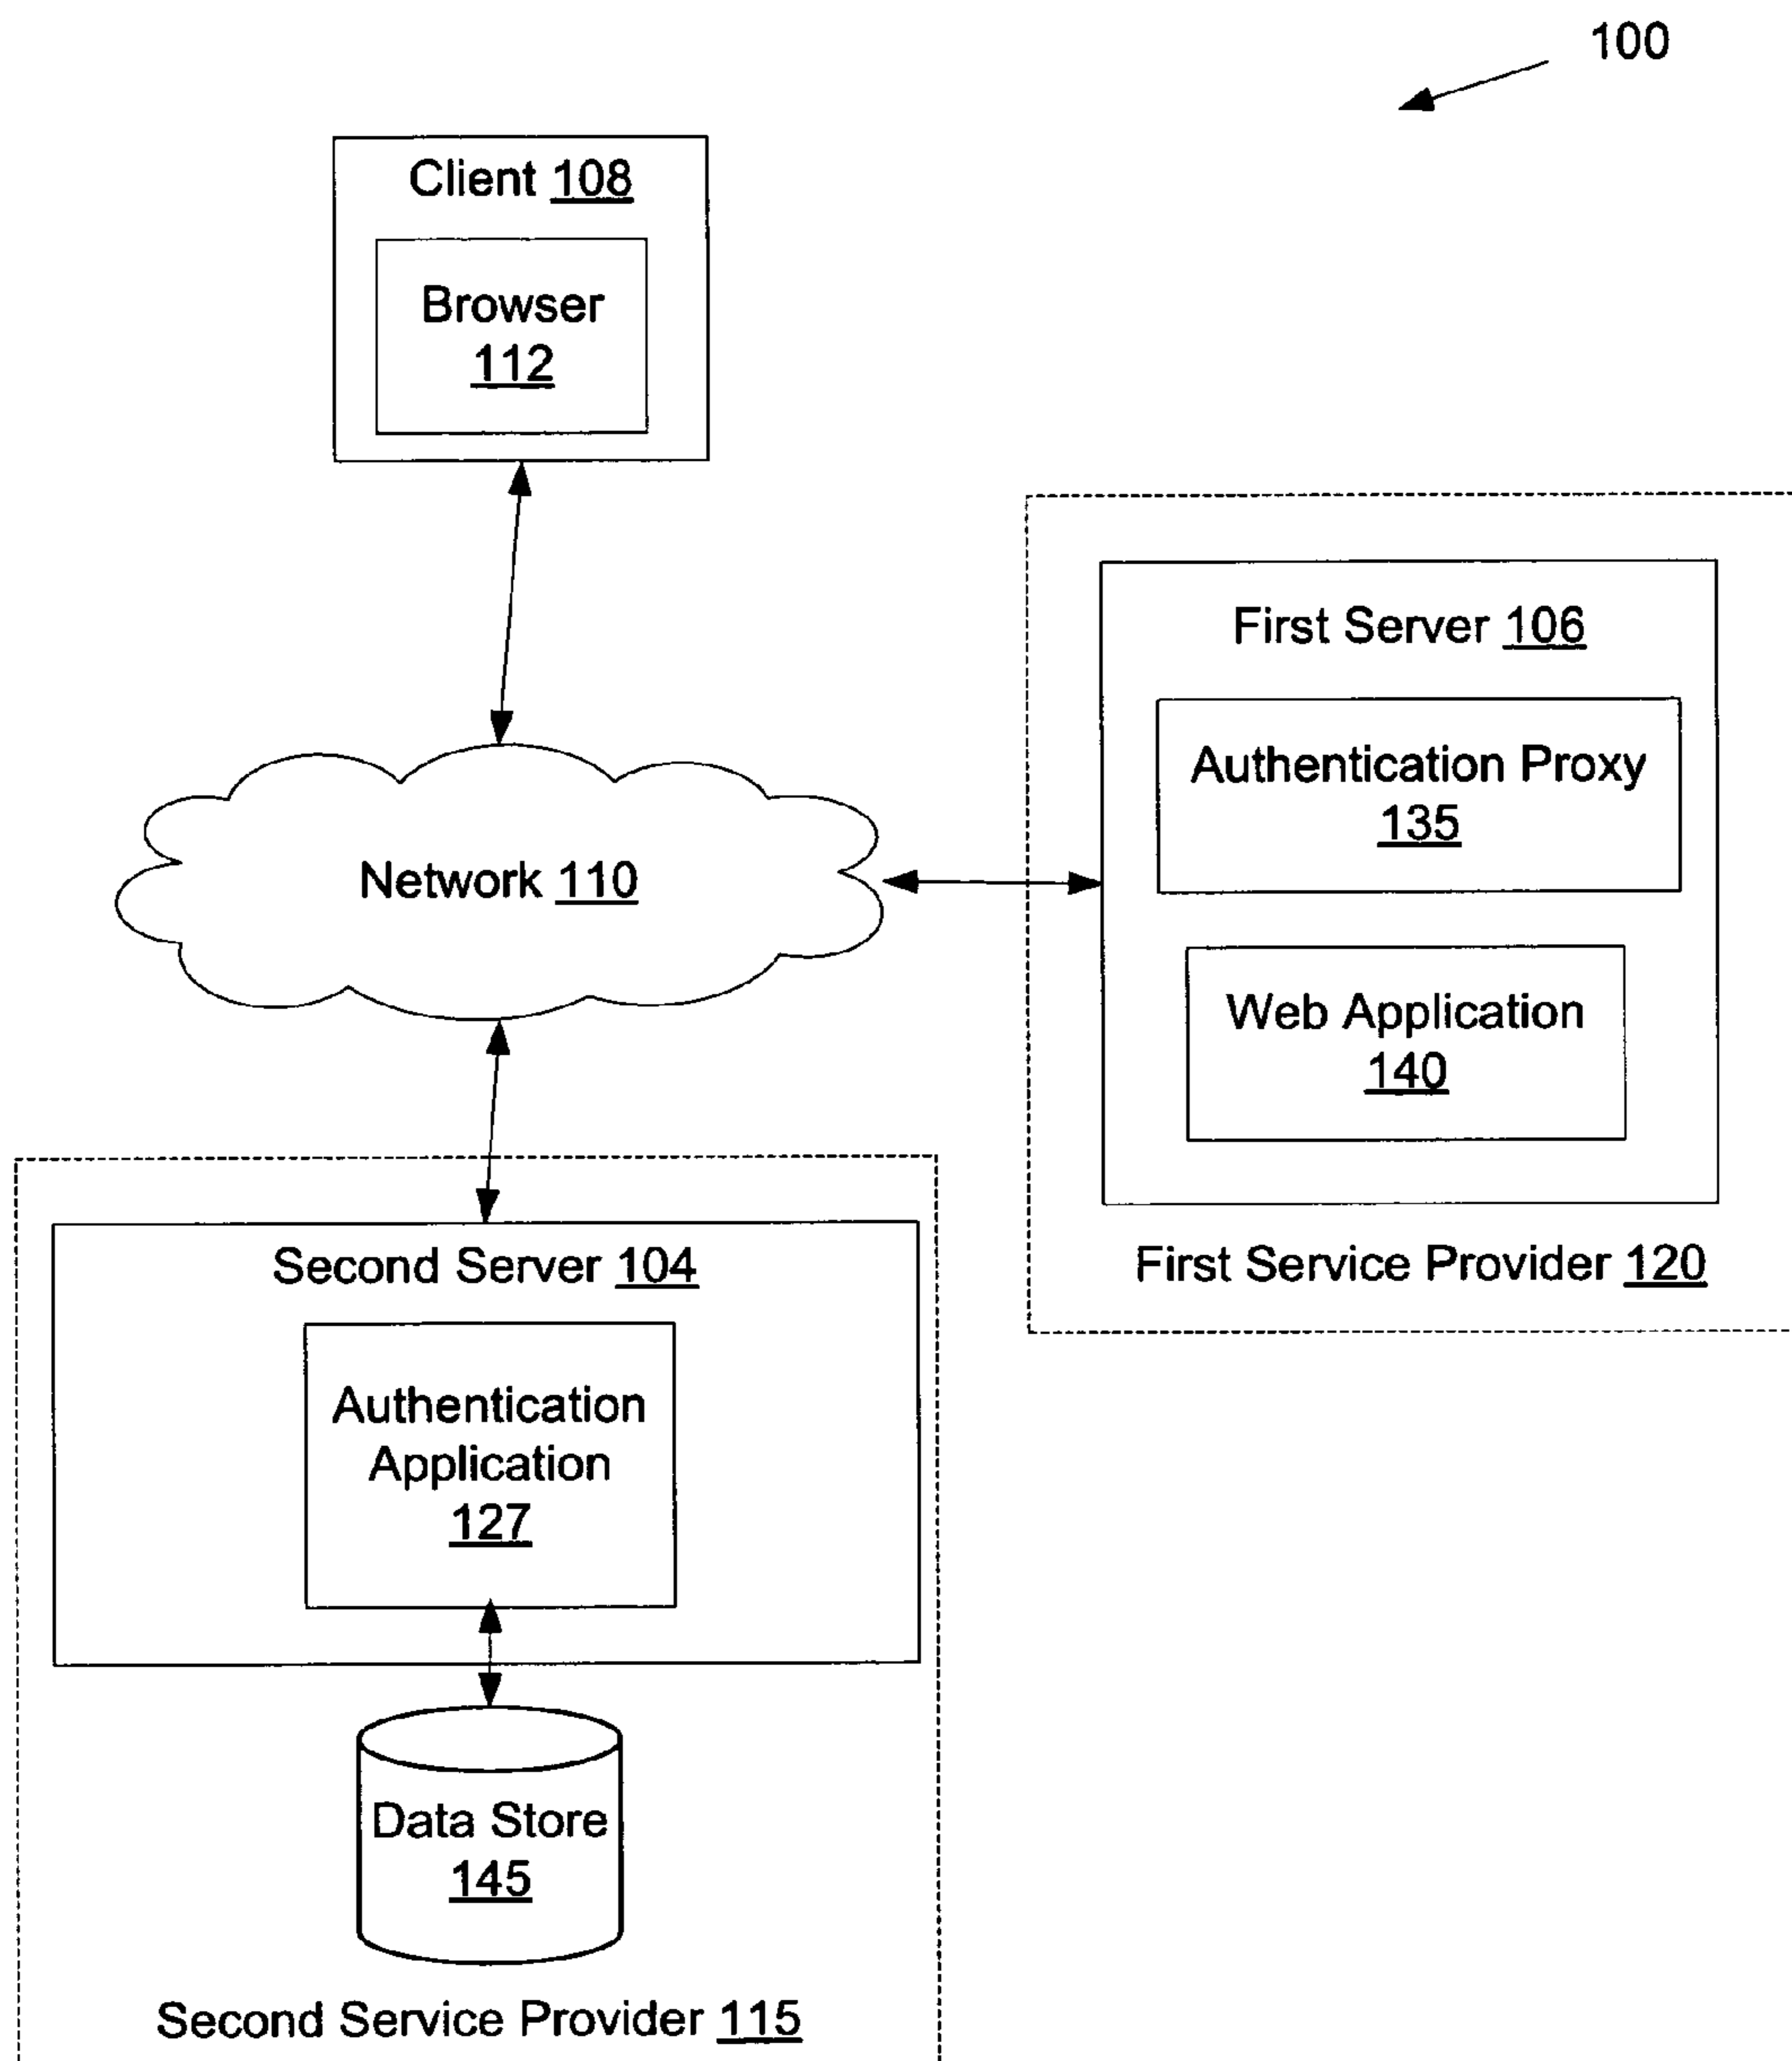 100
Client 108
Browser
112
First Server 106
Authentication Proxy
135
Network 110
Web Application
140
First Service Provider 120
Second Server 104
Authentication
Application
127
Data Store
145
Second Service Provider 115